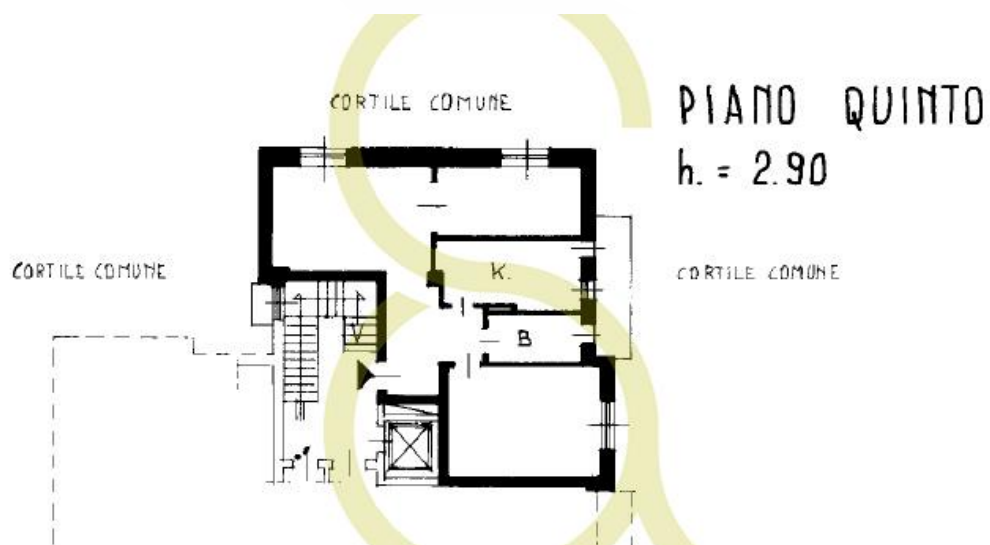 CORTILE COMUNE
PIANO QUINTO
h. = 2.90
CORTILE COMUNE
CORTILE COMUNE
K.
B